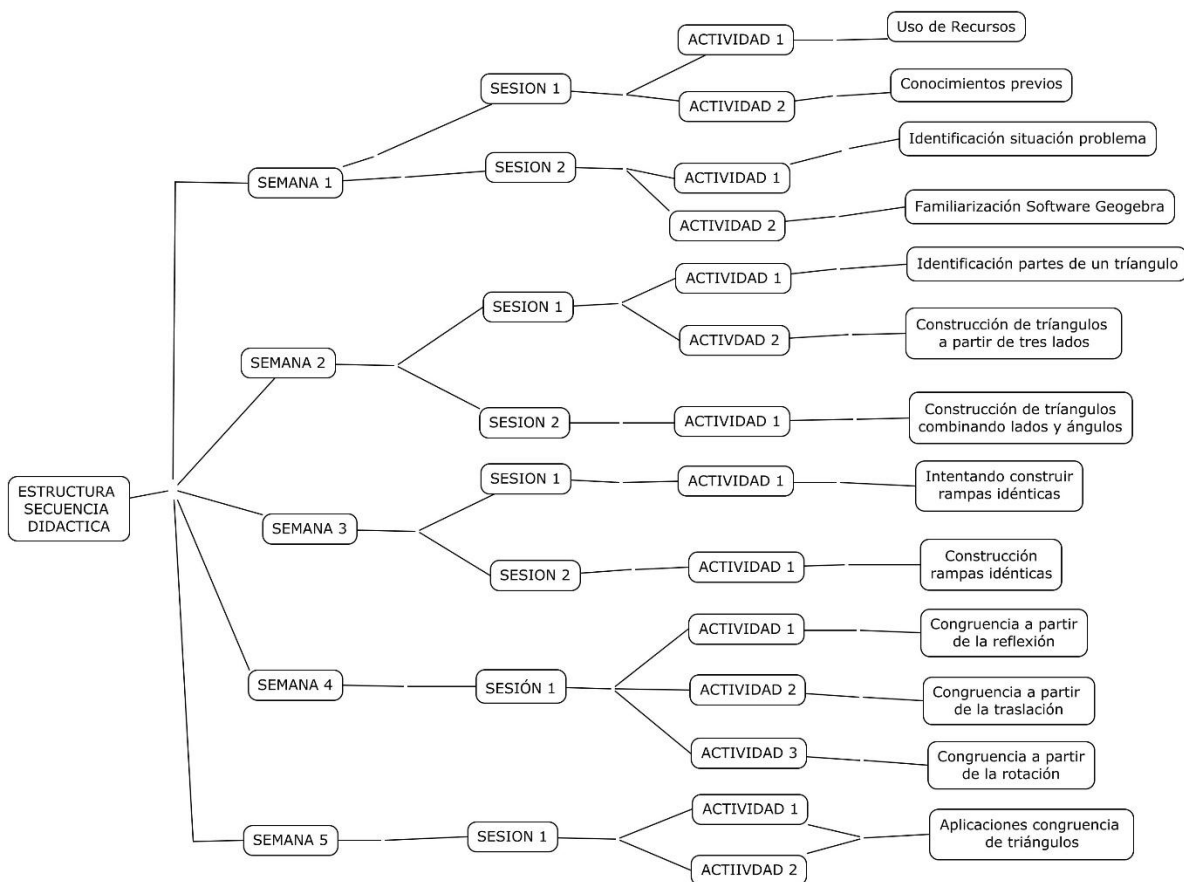 ESTRUCTURA
SECUENCIA
DIDACTICA
SEMANA 1
SESION 1
ACTIVIDAD 1
Uso de Recursos
ACTIVIDAD 2
Conocimientos previos
SESION 2
ACTIVIDAD 1
Identificación situación problema
ACTIVIDAD 2
Familiarización Software Geogebra
SEMANA 2
SESION 1
ACTIVIDAD 1
Identificación partes de un tríangulo
ACTIVDAD 2
Construcción de tríangulos
a partir de tres lados
SESION 2
ACTIVIDAD 1
Construcción de tríangulos
combinando lados y ángulos
SEMANA 3
SESION 1
ACTIVIDAD 1
Intentando construir
rampas idénticas
SESION 2
ACTIVIDAD 1
Construcción
rampas idénticas
SEMANA 4
SESIÓN 1
ACTIVIDAD 1
Congruencia a partir
de la reflexión
ACTIVIDAD 2
Congruencia a partir
de la traslación
ACTIVIDAD 3
Congruencia a partir
de la rotación
SEMANA 5
SESION 1
ACTIVIDAD 1
ACTIIVDAD 2
Aplicaciones congruencia
de triángulos